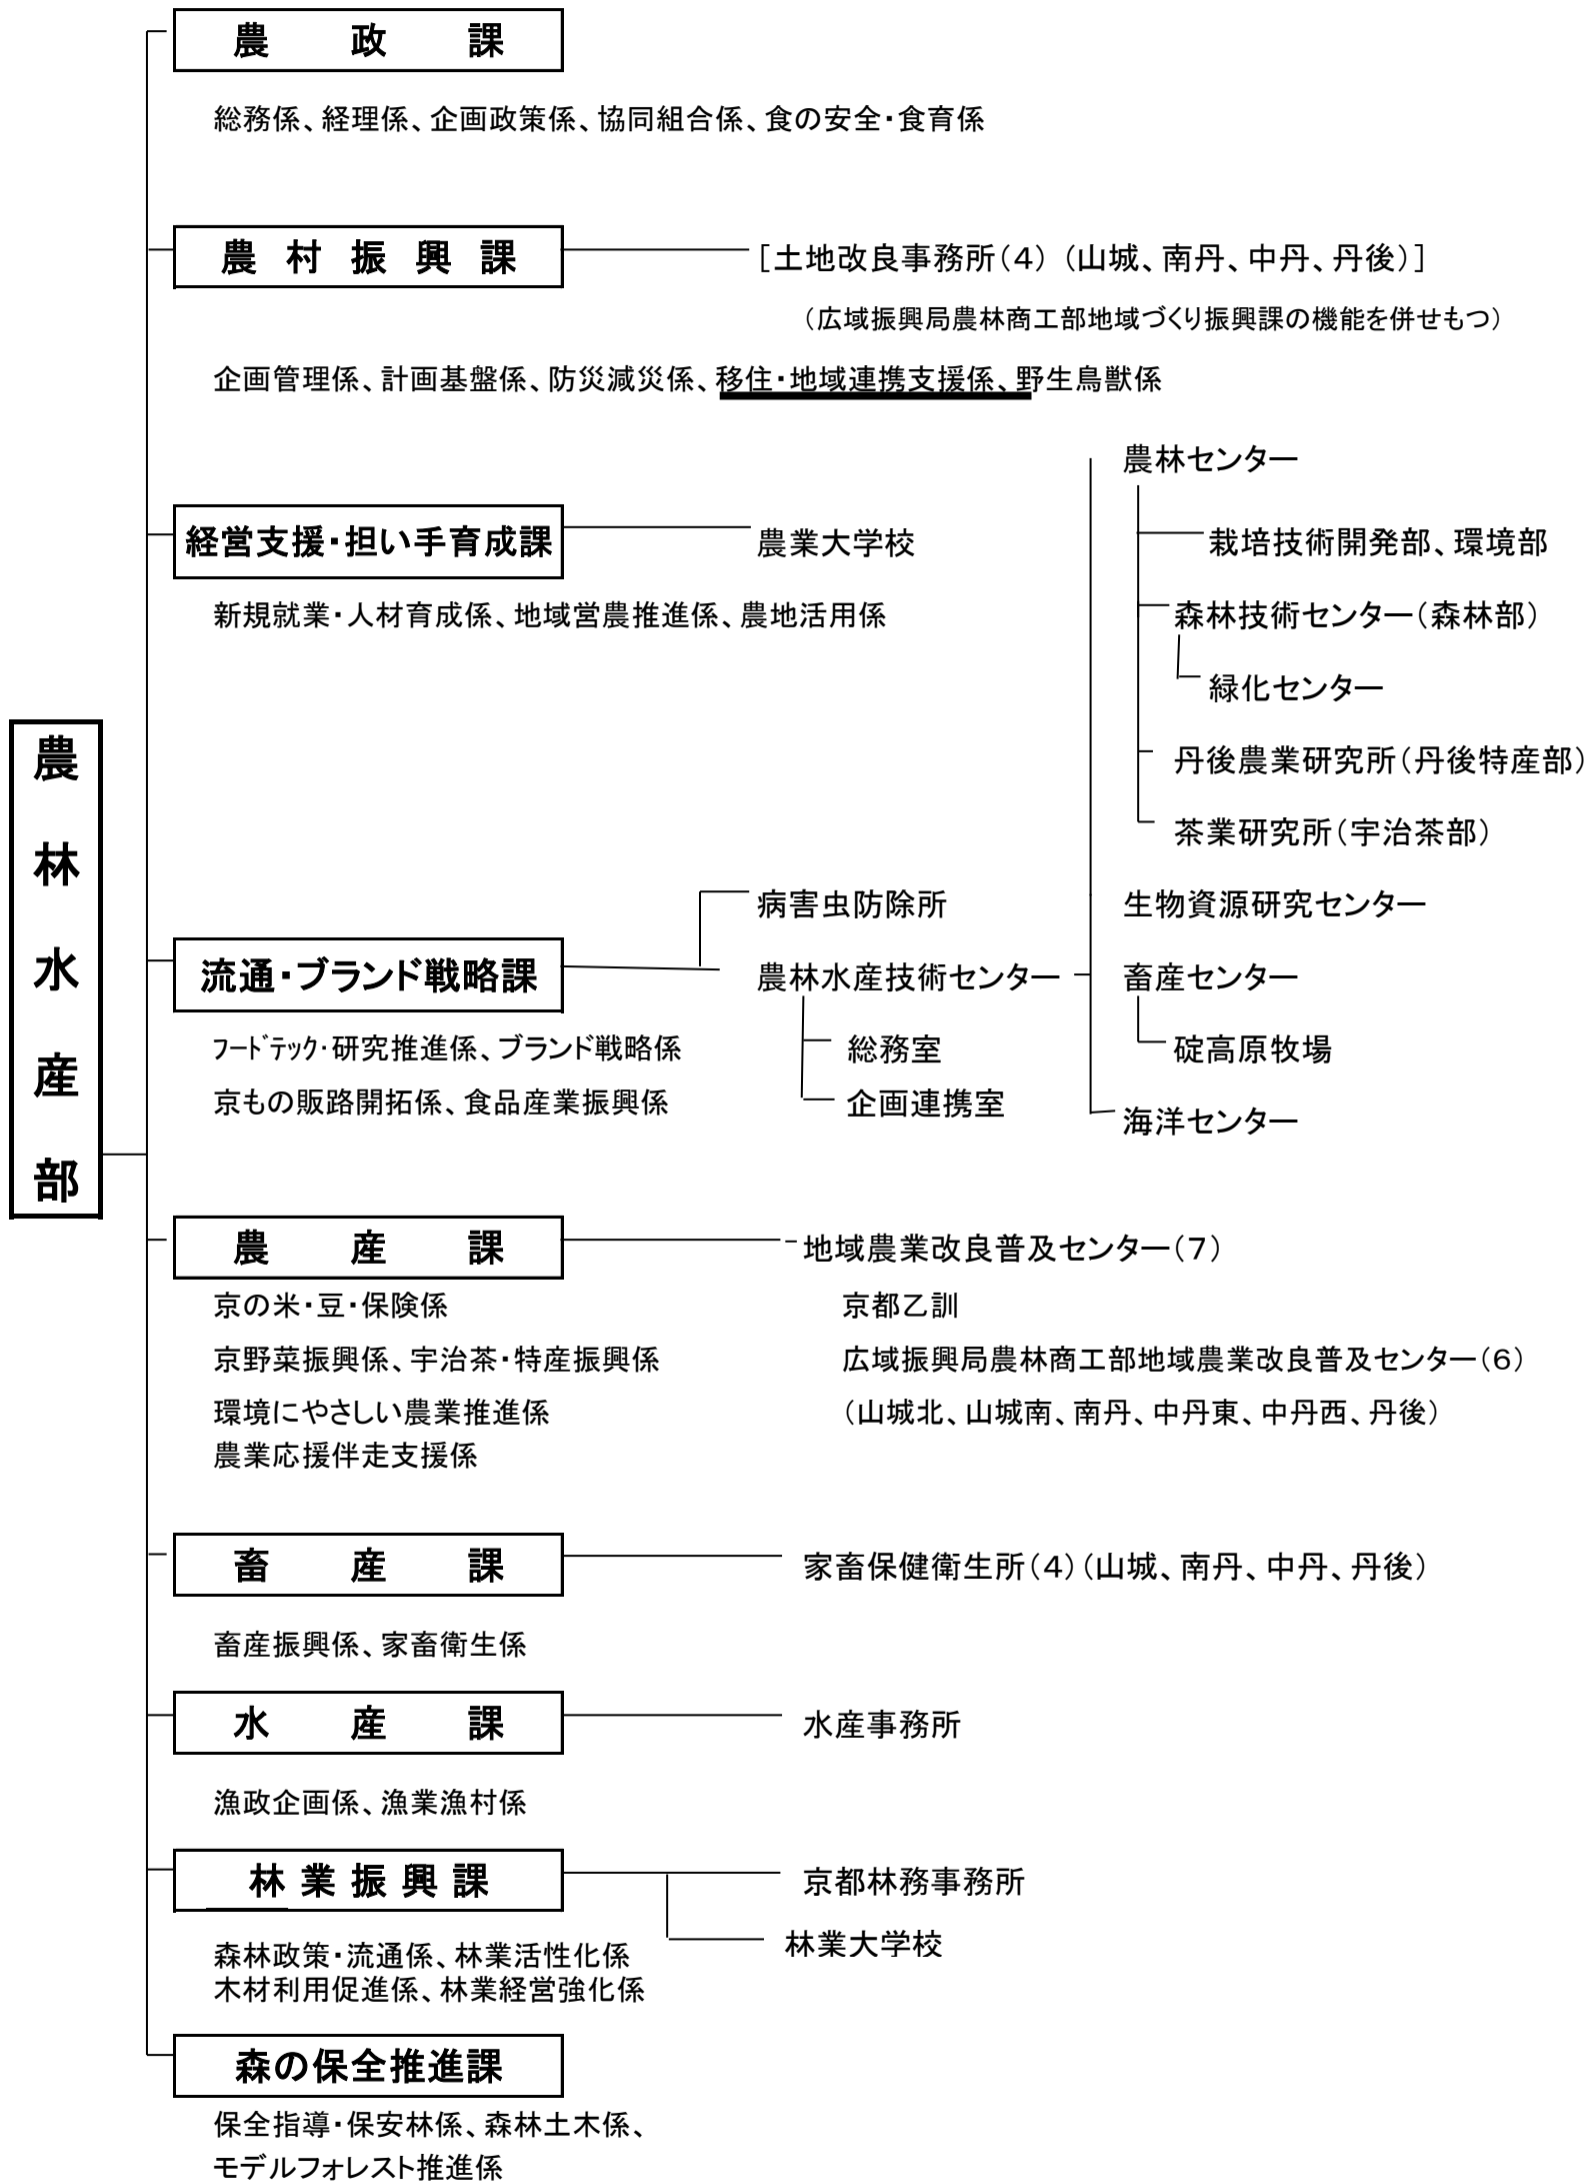 農政課
総務係、経理係、企画政策係、協同組合係、食の安全・食育係
農村振興課
［土地改良事務所（４）（山城、南丹、中丹、丹後）］
（広域振興局農林商工部地域づくり振興課の機能を併せもつ）
企画管理係、計画基盤係、防災減災係、移住・地域連携支援係、野生鳥獣係
経営支援・担い手育成課
農業大学校
新規就業・人材育成係、地域営農推進係、農地活用係
農林センター
栽培技術開発部、環境部
森林技術センター（森林部）
緑化センター
丹後農業研究所（丹後特産部）
茶業研究所（宇治茶部）
農林水産部
流通・ブランド戦略課
ﾌｰﾄﾞﾃｯｸ・研究推進係、ブランド戦略係
京もの販路開拓係、食品産業振興係
病害虫防除所
農林水産技術センター
総務室
企画連携室
生物資源研究センター
畜産センター
碇高原牧場
海洋センター
農産課
京の米・豆・保険係
京野菜振興係、宇治茶・特産振興係
環境にやさしい農業推進係
農業応援伴走支援係
地域農業改良普及センター（７）
京都乙訓
広域振興局農林商工部地域農業改良普及センター（６）
（山城北、山城南、南丹、中丹東、中丹西、丹後）
畜産課
家畜保健衛生所（４）（山城、南丹、中丹、丹後）
畜産振興係、家畜衛生係
水産課
水産事務所
漁政企画係、漁業漁村係
林業振興課
京都林務事務所
林業大学校
森林政策・流通係、林業活性化係
木材利用促進係、林業経営強化係
森の保全推進課
保全指導・保安林係、森林土木係、
モデルフォレスト推進係